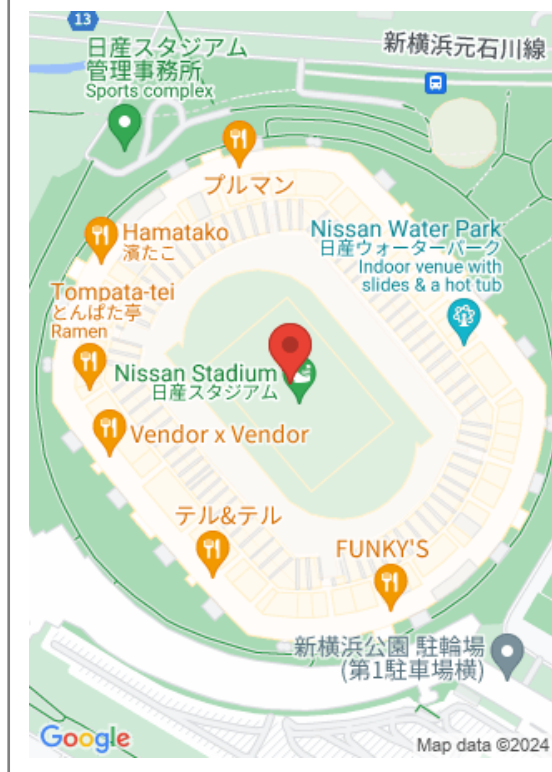 13
日産スタジアム
管理事務所
Sports complex
新横浜元石川線
プルマン
Hamatako
濱たこ
Nissan Water Park
日産ウォーターパーク
Indoor venue with
slides & a hot tub
Tompata-tei
とんぱた亭
Ramen
Nissan Stadium
日産スタジアム
Vendor x Vendor
テル&テル
FUNKY'S
新横浜公園 駐輪場
(第1駐車場横)
Google
Map data ©2024